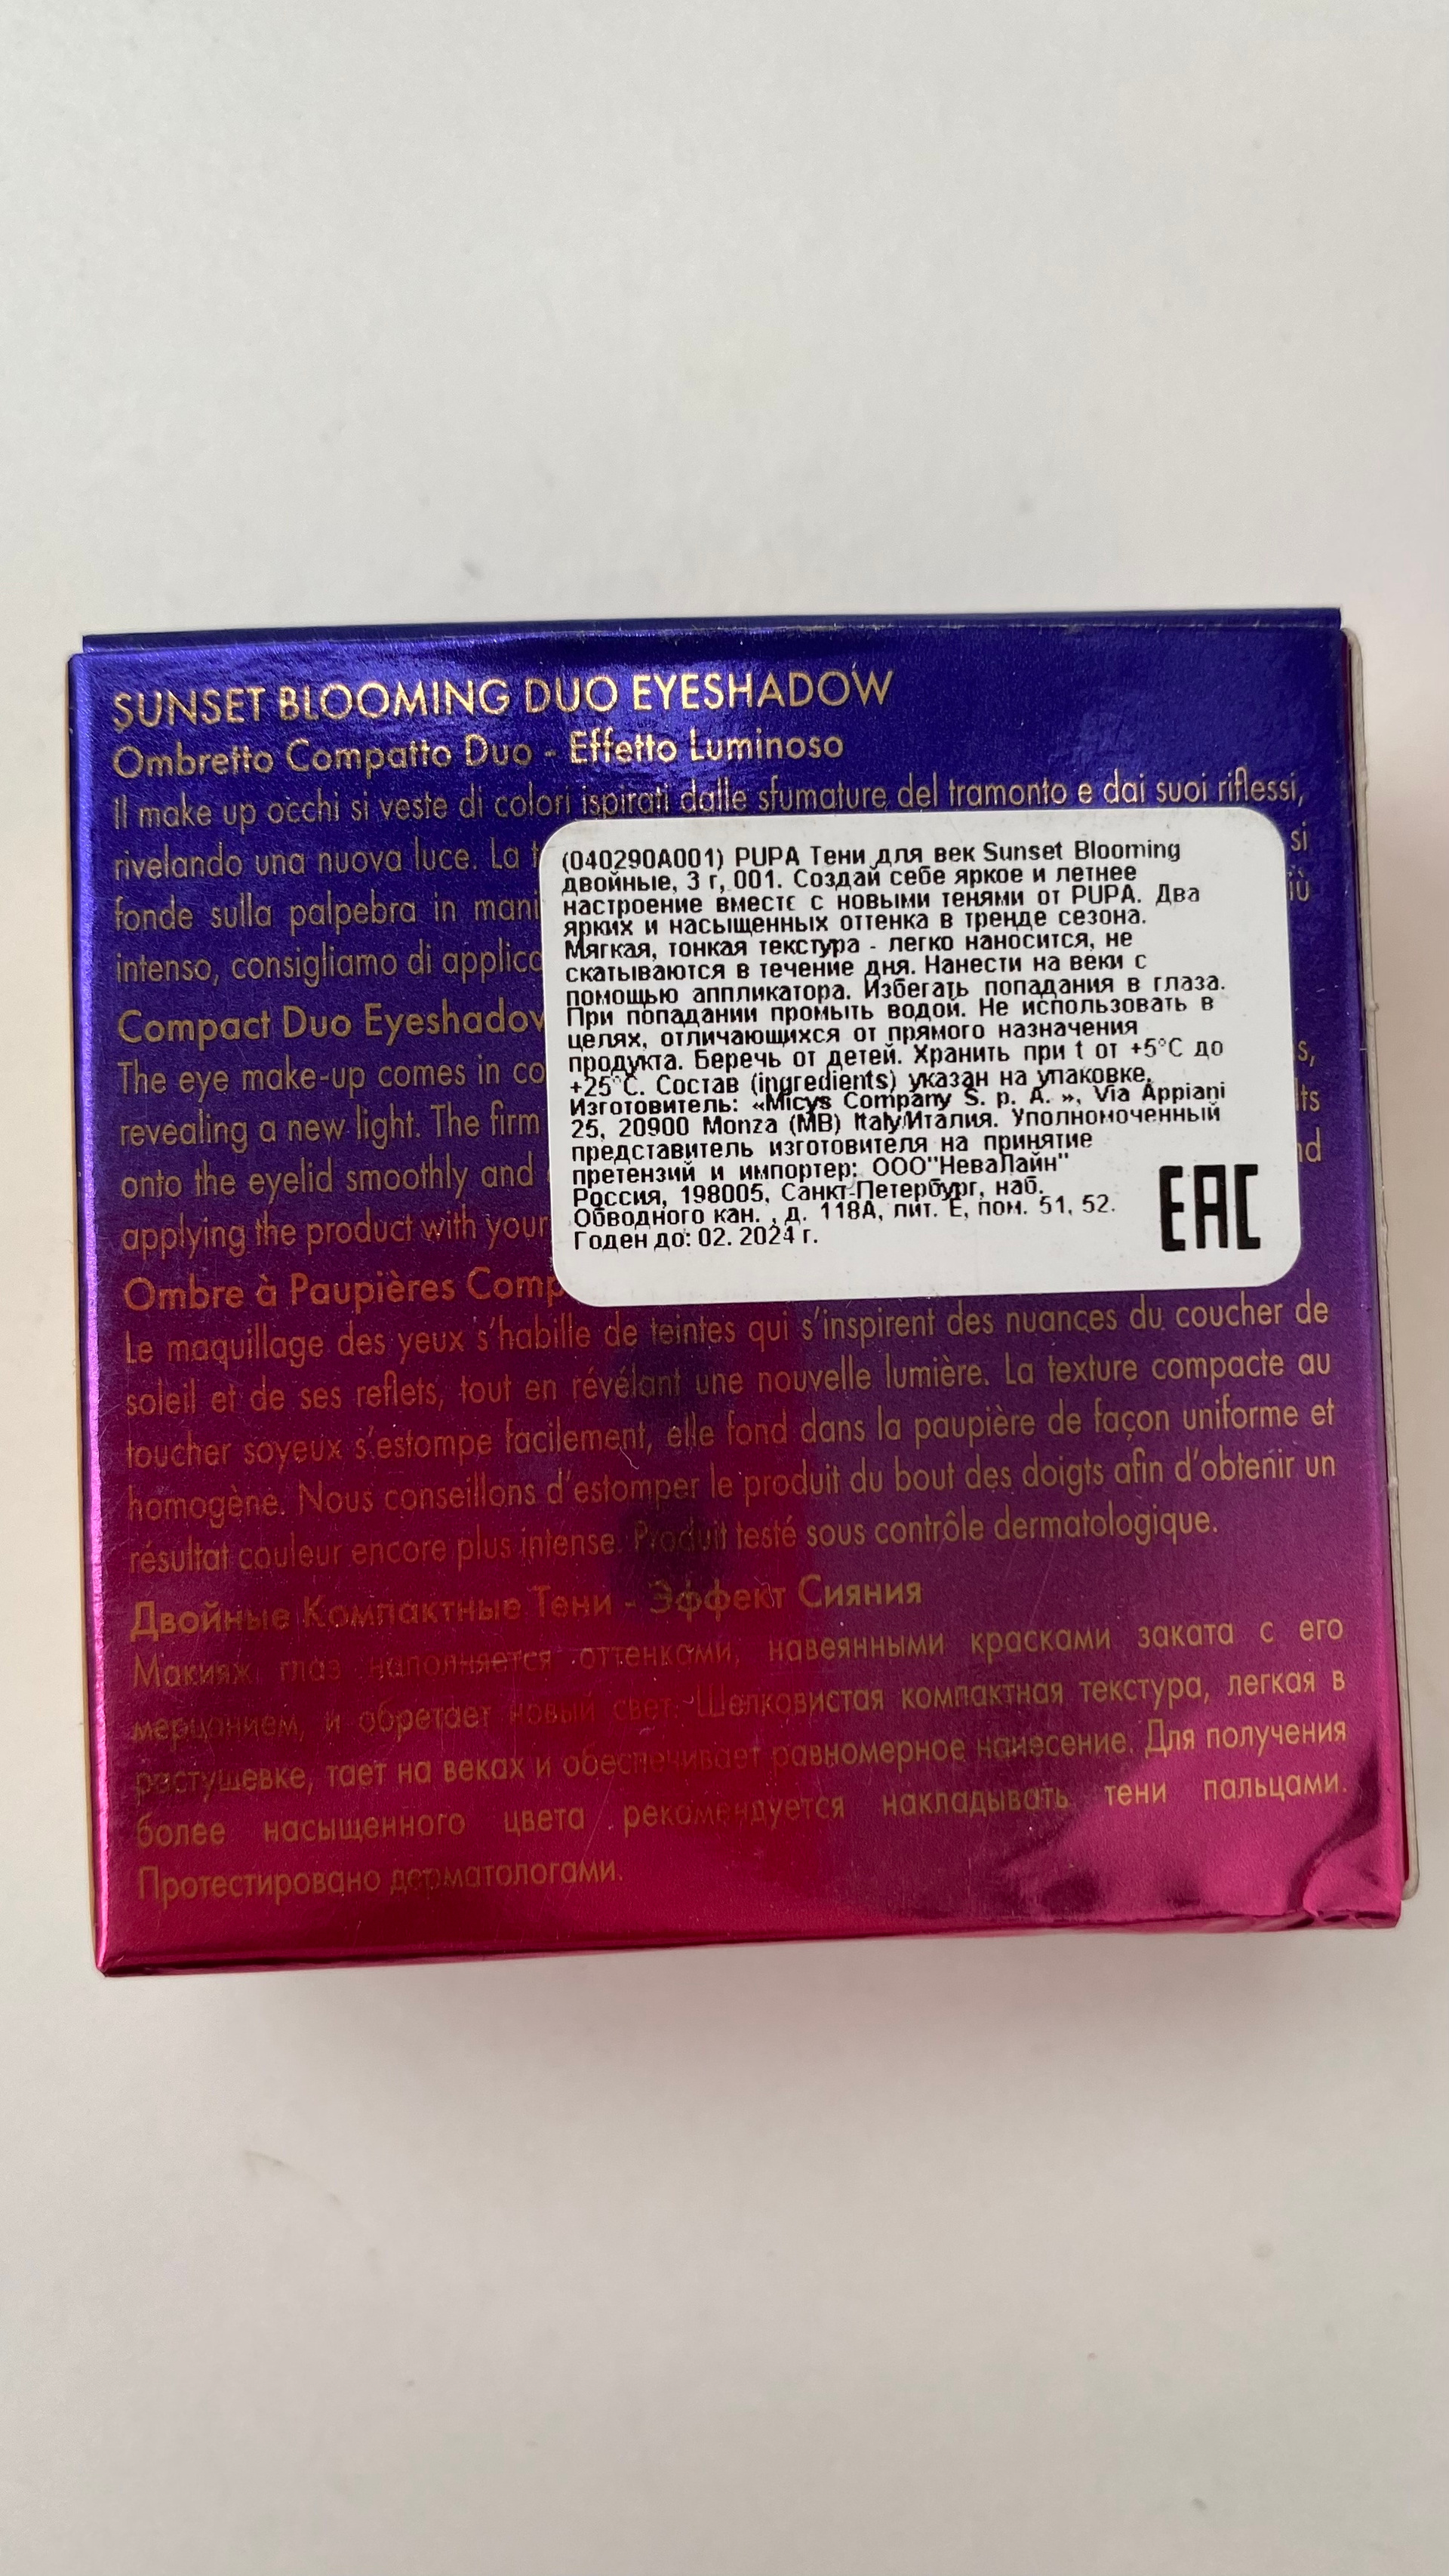 SUNSET BLOOMING DUO EYESHADOW
Ombretto Compatto Duo - Effetto Luminoso
Il make up occhi si veste di colori ispirati dalle sfumature del tramonto e dai suoi riflessi,
rivelando una nuova luce. La si
fonde sulla palpebra in
intenso, consigliamo di
Compact Duo
The eye make-up comes in
revealing a new light. The firm
onto the eyelid smoothly and
applying the product with your
Ombre à Paupières
(040290A001) PUPA Тени для век Sunset Blooming
двойные, 3 г, 001. Создай себе яркое и летнее
настроение вместе с новыми тенями от PUPA. Два
ярких и насыщенных оттенка в тренде сезона.
Мягкая, тонкая текстура - легко наносится, не
скатываются в течение дня. Нанести на веки с
помощью аппликатора. Избегать попадания в глаза.
При попадании промыть водой. Не использовать в
целях, отличающихся от прямого назначения
продукта. Беречь от детей. Хранить при t от +5°С до
+25°С. Состав (ingredients) указан на упаковке.
Изготовитель: «Micys Company S. p. A. », Via Appiani
25, 20900 Monza (MB) Italy/Италия. Уполномоченный
представитель изготовителя на принятие
претензий и импортер: ООО"НеваЛайн"
Россия, 198005, Санкт-Петербург, наб.
Обводного кан. , д. 118А, лит. Е, пом. 51, 52.
Годен до: 02. 2024 г.
EAC
Le maquillage des yeux s'habille de teintes qui s'inspirent des nuances du coucher de
soleil et de ses reflets, tout en révélant une nouvelle lumière. La texture compacte au
toucher soyeux s'estompe facilement, elle fond dans la paupière de façon uniforme et
homogène. Nous conseillons d'estomper le produit du bout des doigts afin d'obtenir un
résultat couleur encore plus intense. Produit testé sous contrôle dermatologique.
Двойные Компактные Тени - Эффект Сияния
Макияж глаз наполняется оттенками, навеянными красками заката с его
мерцанием, и обретает новый свет. Шелковистая компактная текстура, легкая в
растушевке, тает на веках и обеспечивает равномерное нанесение. Для получения
более насыщенного цвета рекомендуется накладывать тени пальцами.
Протестировано дерматологами.